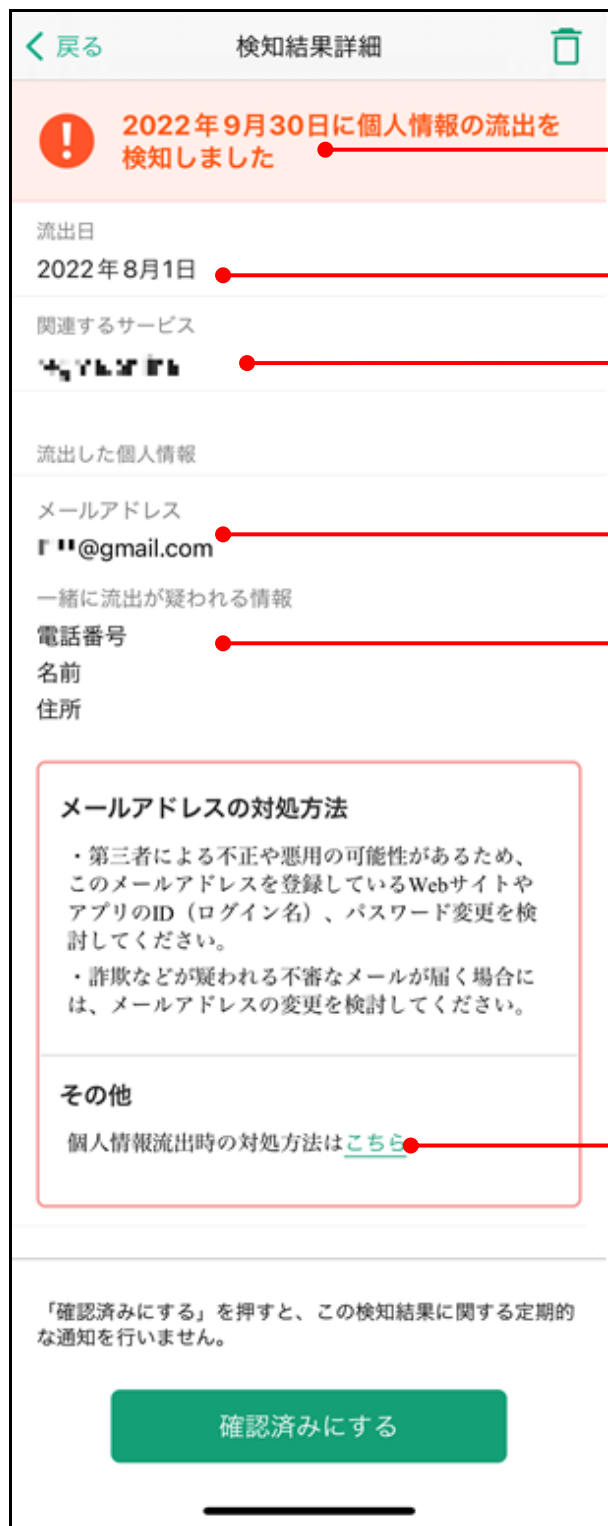 戻る 検知結果詳細
2022年9月30日に個人情報の流出を
検知しました
流出日
2022年8月1日
関連するサービス
流出した個人情報
メールアドレス
@gmail.com
一緒に流出が疑われる情報
電話番号
名前
住所
メールアドレスの対処方法
・第三者による不正や悪用の可能性があるため、
このメールアドレスを登録しているWebサイトや
アプリのID（ログイン名）、パスワード変更を検
討してください。
・詐欺などが疑われる不審なメールが届く場合に
は、メールアドレスの変更を検討してください。
その他
個人情報流出時の対処方法はこちら
「確認済みにする」を押すと、この検知結果に関する定期的
な通知を行いません。
確認済みにする